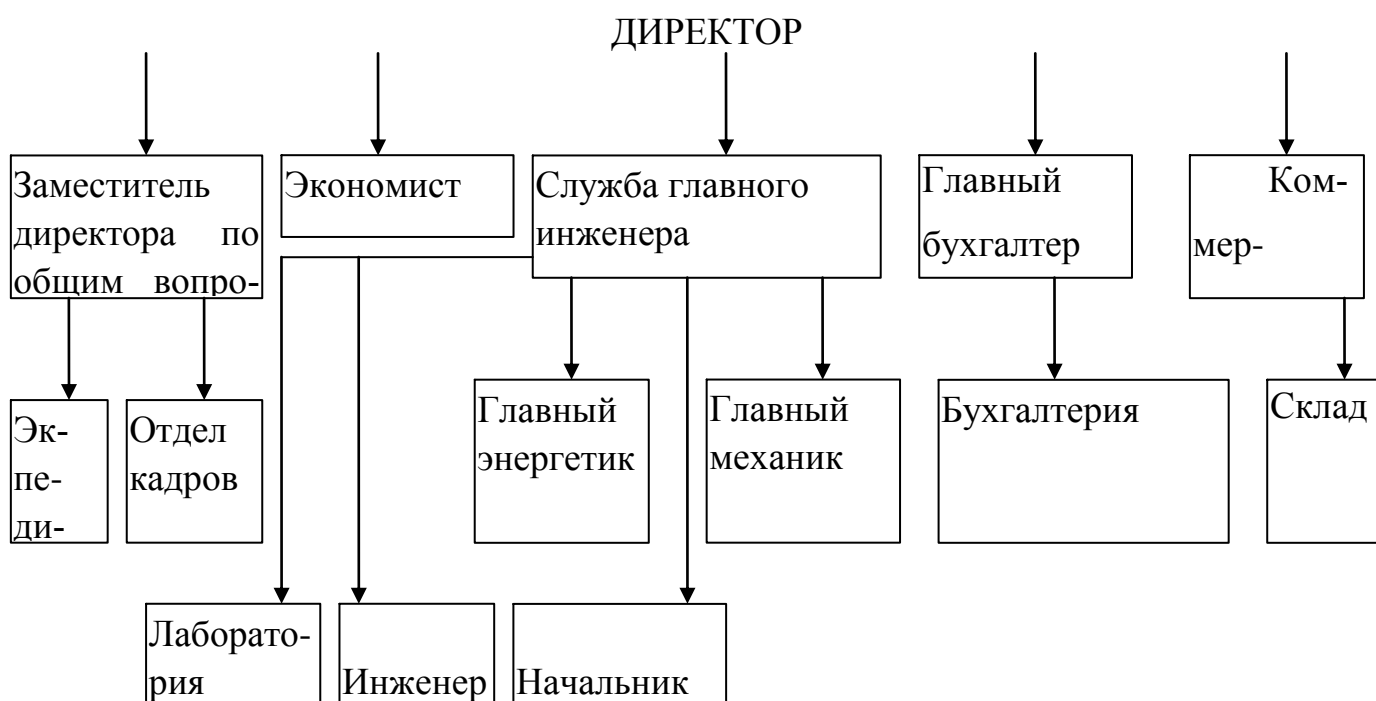 ДИРЕКТОР
Заместитель
директора по
общим вопро-
Экономист
Служба главного
инженера
Главный
бухгалтер
Ком-
мер-
Эк-
пе-
ди-
Отдел
кадров
Главный
энергетик
Главный
механик
Бухгалтерия
Склад
Лаборато-
рия
Инженер
Начальник